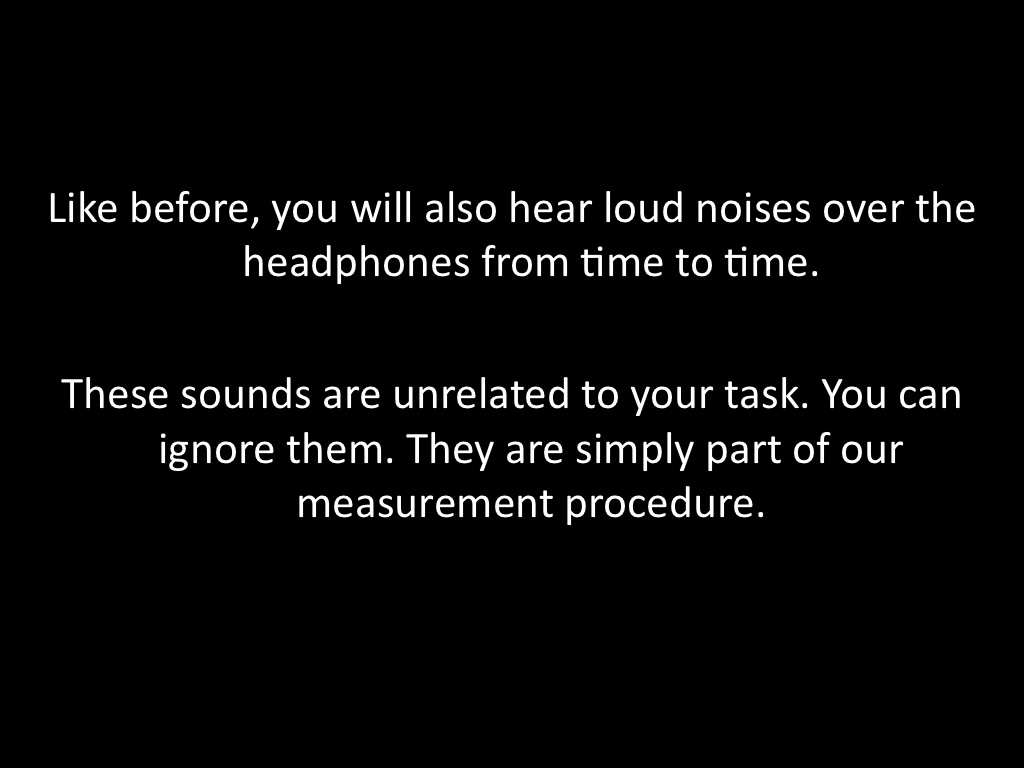 Like before, you will also hear loud noises over the
headphones from time to time.
These sounds are unrelated to your task. You can
ignore them. They are simply part of our
measurement procedure.